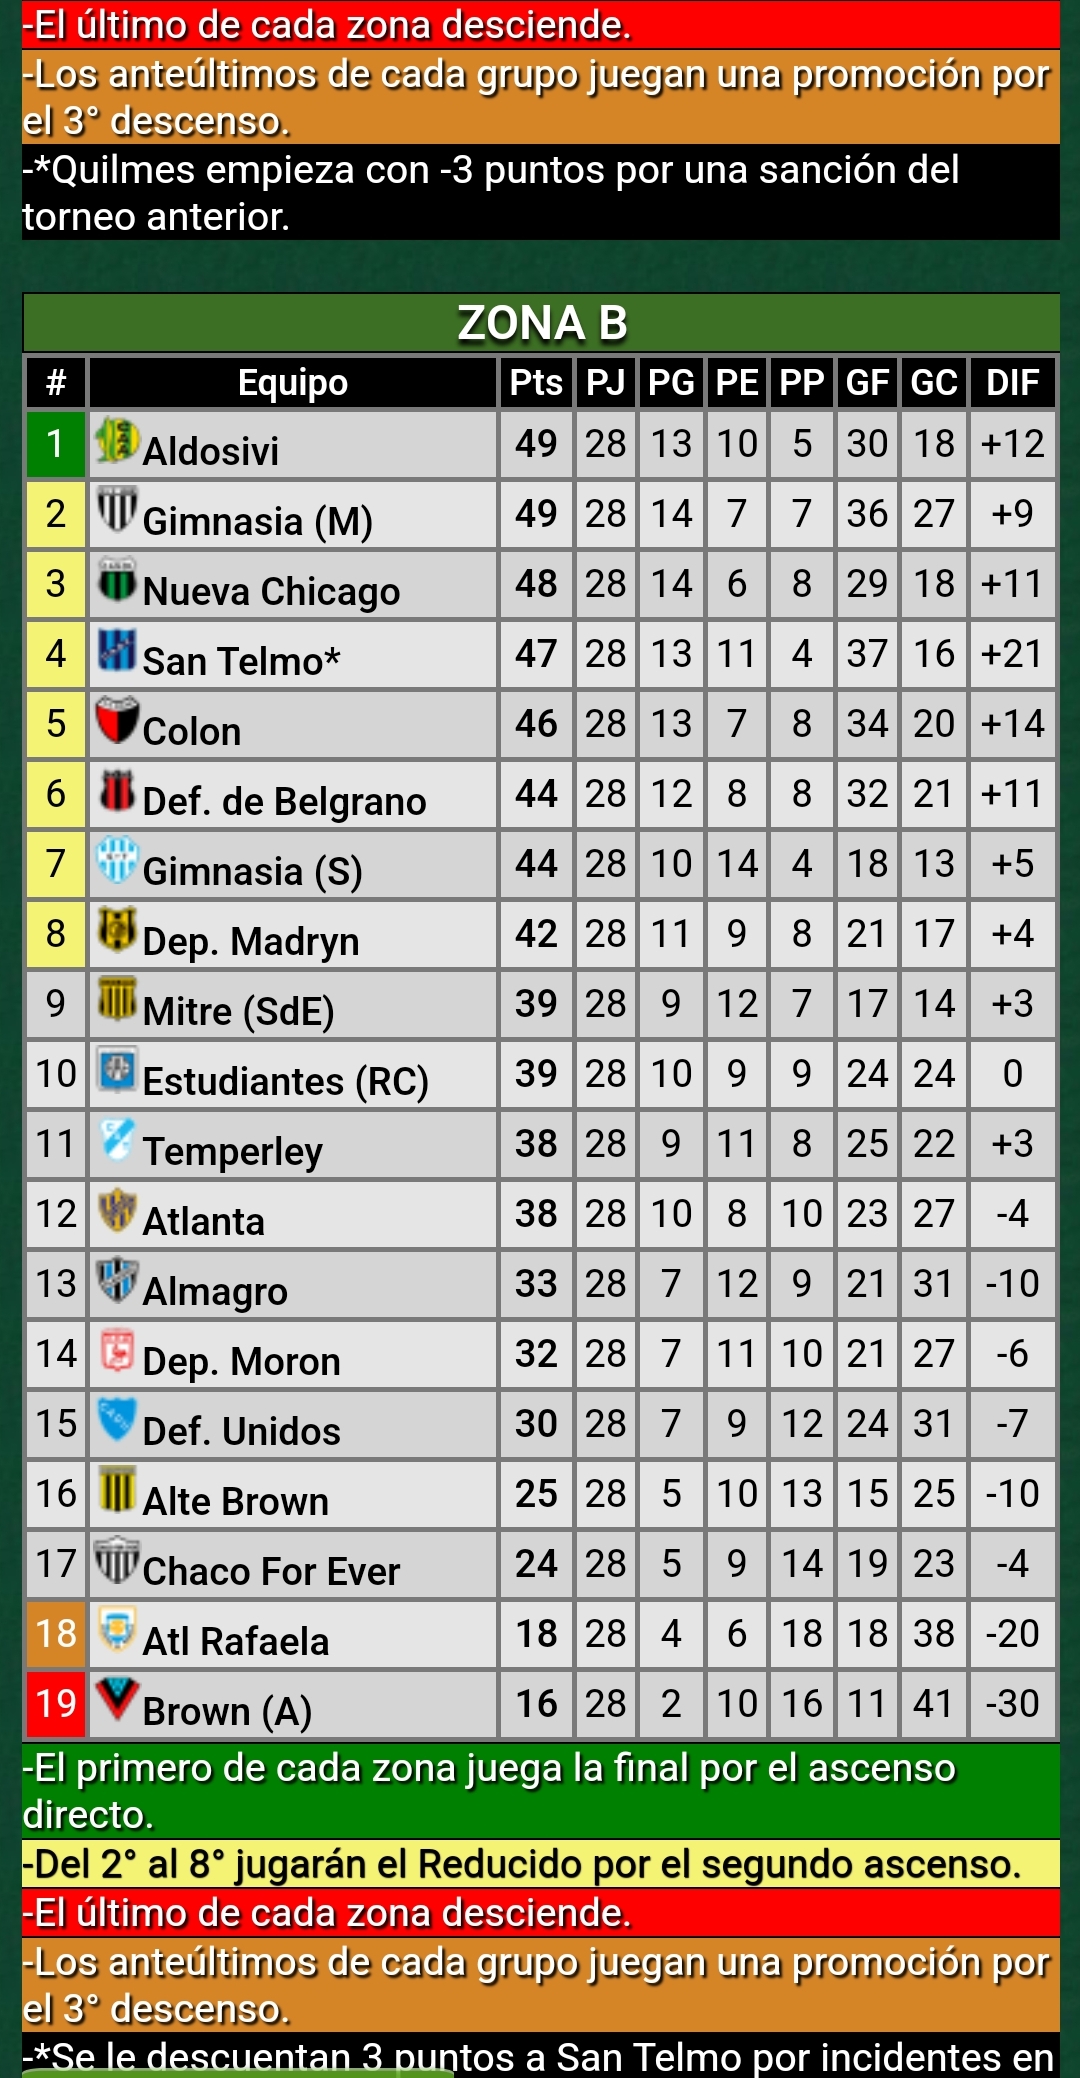 -El último de cada zona desciende.
-Los anteúltimos de cada grupo juegan una promoción por
el 3° descenso.
-*Quilmes empieza con -3 puntos por una sanción del
torneo anterior.
ZONA B
# Equipo Pts PJ PG PE PP GF GC DIF
1 Aldosivi 49 28 13 10 5 30 18 +12
2 Gimnasia (M) 49 28 14 7 7 36 27 +9
3 Nueva Chicago 48 28 14 6 8 29 18 +11
4 San Telmo* 47 28 13 11 4 37 16 +21
5 Colon 46 28 13 7 8 34 20 +14
6 Def. de Belgrano 44 28 12 8 8 32 21 +11
7 Gimnasia (S) 44 28 10 14 4 18 13 +5
8 Dep. Madryn 42 28 11 9 8 21 17 +4
9 Mitre (SdE) 39 28 9 12 7 17 14 +3
10 Estudiantes (RC) 39 28 10 9 9 24 24 0
11 Temperley 38 28 9 11 8 25 22 +3
12 Atlanta 38 28 10 8 10 23 27 -4
13 Almagro 33 28 7 12 9 21 31 -10
14 Dep. Moron 32 28 7 11 10 21 27 -6
15 Def. Unidos 30 28 7 9 12 24 31 -7
16 Alte Brown 25 28 5 10 13 15 25 -10
17 Chaco For Ever 24 28 5 9 14 19 23 -4
18 Atl Rafaela 18 28 4 6 18 18 38 -20
19 Brown (A) 16 28 2 10 16 11 41 -30
-El primero de cada zona juega la final por el ascenso
directo.
-Del 2° al 8° jugarán el Reducido por el segundo ascenso.
-El último de cada zona desciende.
-Los anteúltimos de cada grupo juegan una promoción por
el 3° descenso.
-*Se le descuentan 3 puntos a San Telmo por incidentes en